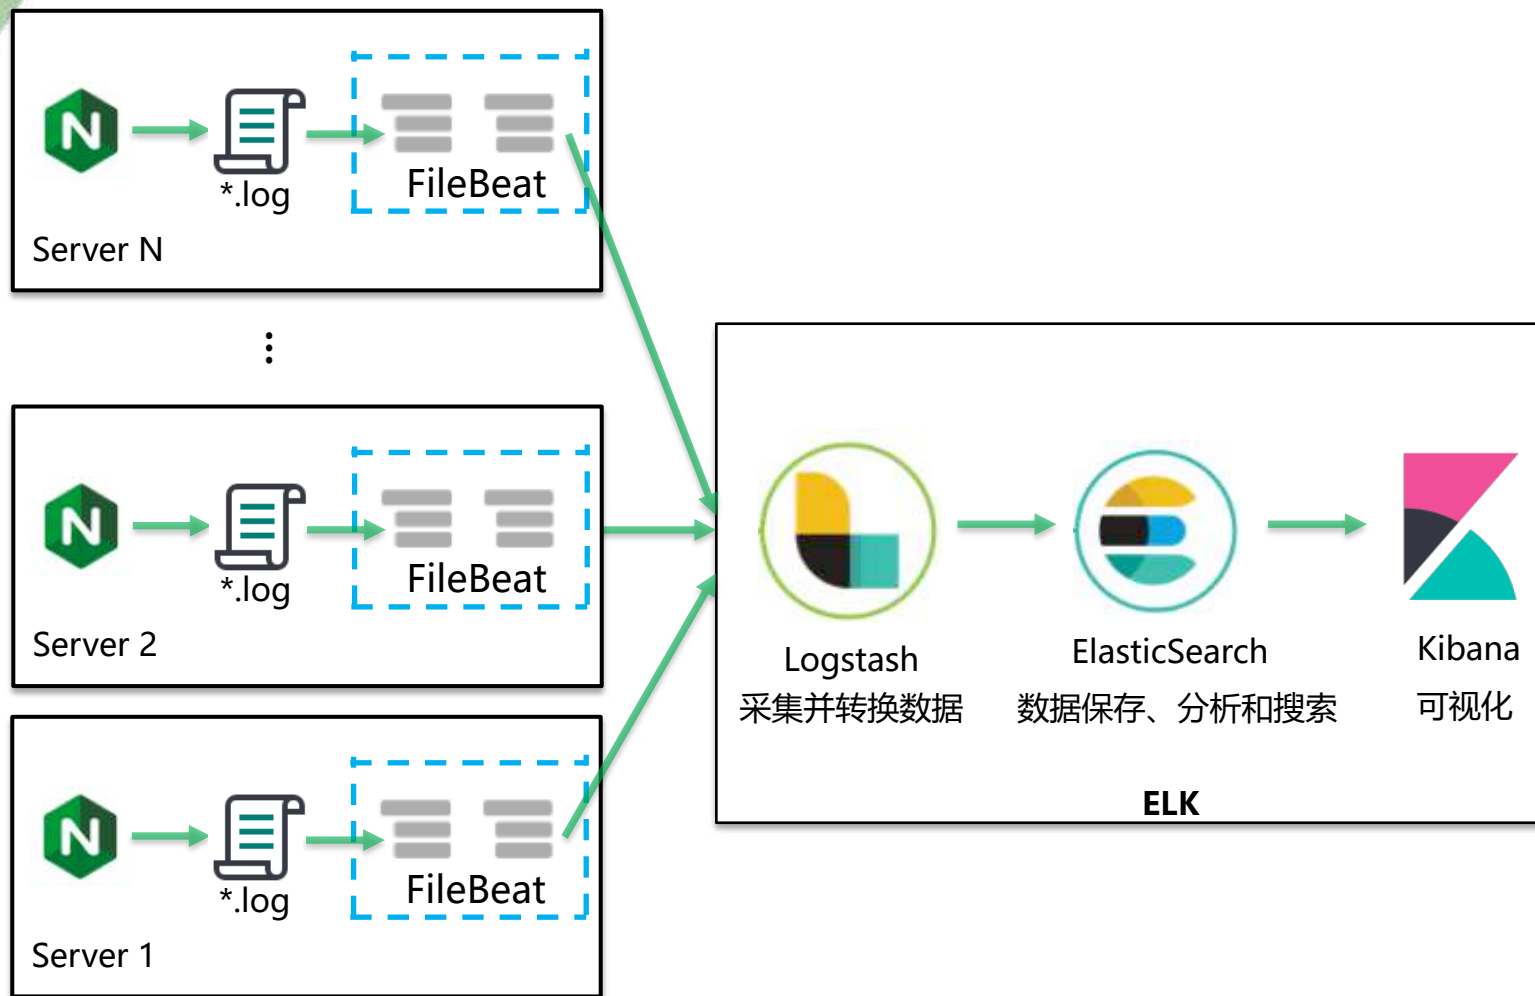 *.log
FileBeat
Server N
⋮
*.log
FileBeat
Server 2
*.log
FileBeat
Server 1
Logstash
采集并转换数据
ElasticSearch
数据保存、分析和搜索
Kibana
可视化
ELK